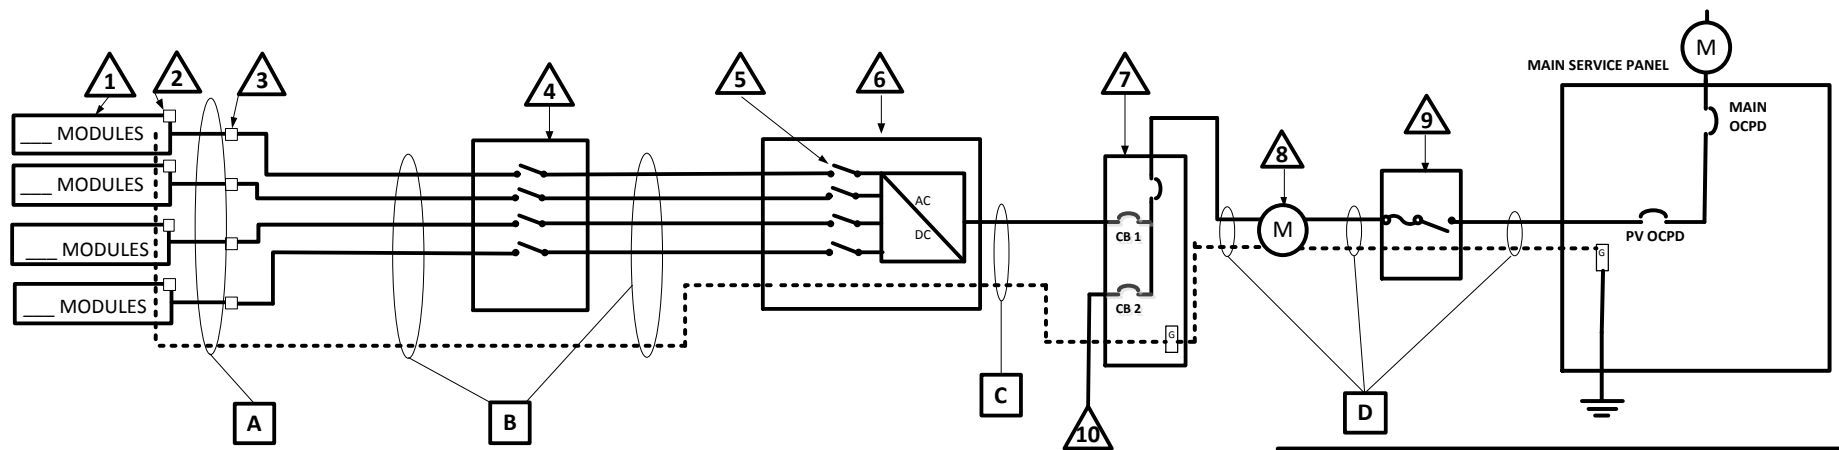 1
2
3
4
5
6
7
8
9
10
___ MODULES
___ MODULES
___ MODULES
___ MODULES
AC
DC
CB 1
CB 2
G
M
MAIN SERVICE PANEL
M
MAIN
OCPD
PV OCPD
G
A
B
C
D